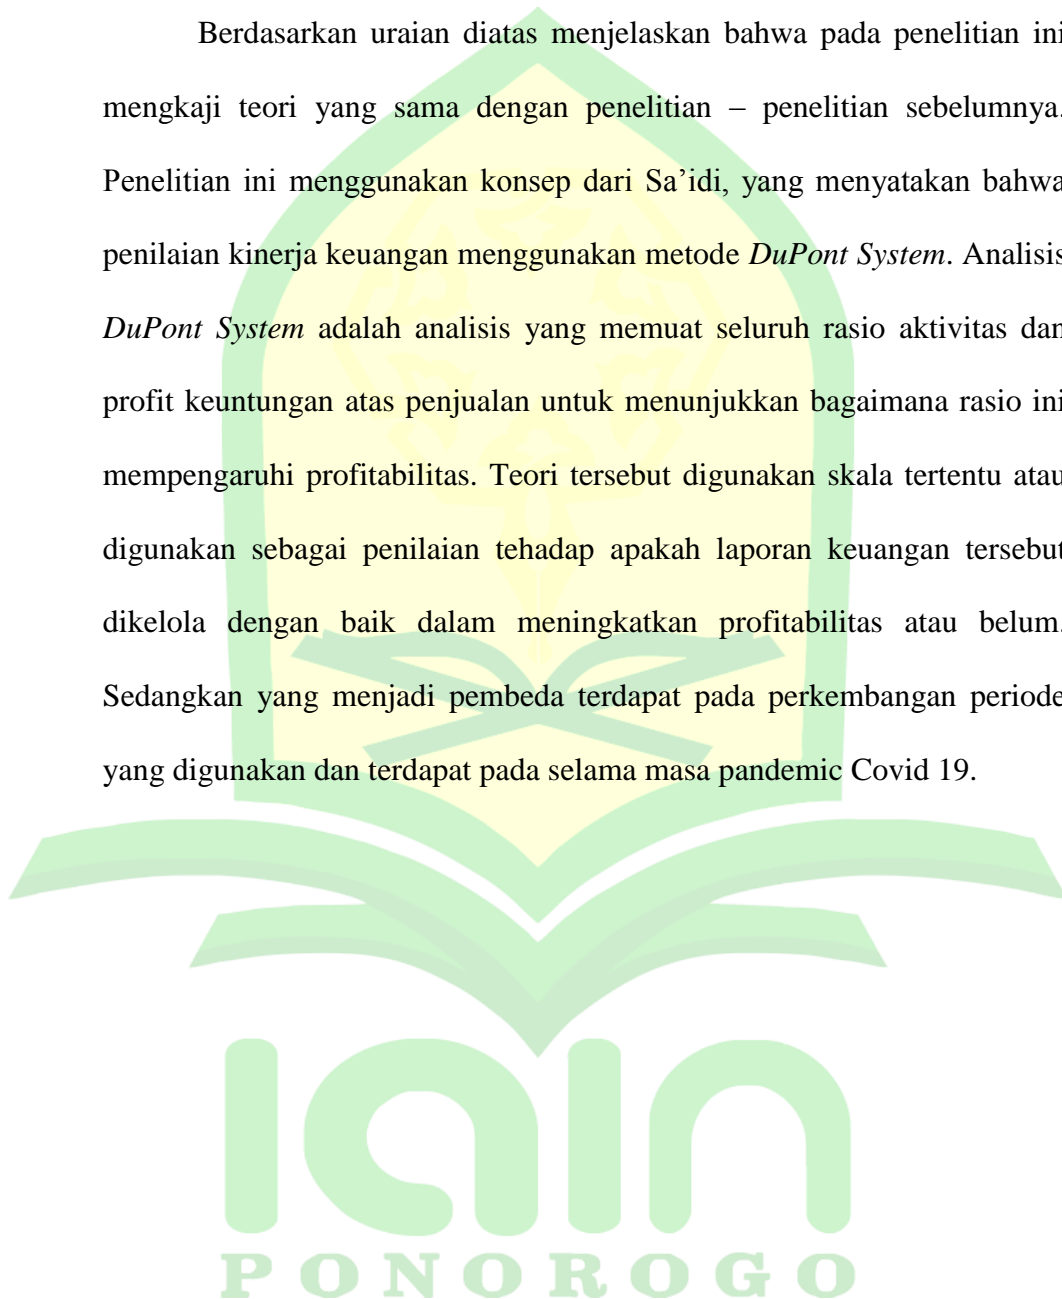 Berdasarkan uraian diatas menjelaskan bahwa pada penelitian ini
mengkaji teori yang sama dengan penelitian – penelitian sebelumnya.
Penelitian ini menggunakan konsep dari Sa’idi, yang menyatakan bahwa
penilaian kinerja keuangan menggunakan metode DuPont System. Analisis
DuPont System adalah analisis yang memuat seluruh rasio aktivitas dan
profit keuntungan atas penjualan untuk menunjukkan bagaimana rasio ini
mempengaruhi profitabilitas. Teori tersebut digunakan skala tertentu atau
digunakan sebagai penilaian tehadap apakah laporan keuangan tersebut
dikelola dengan baik dalam meningkatkan profitabilitas atau belum.
Sedangkan yang menjadi pembeda terdapat pada perkembangan periode
yang digunakan dan terdapat pada selama masa pandemic Covid 19.
IAIN
PONOROGO